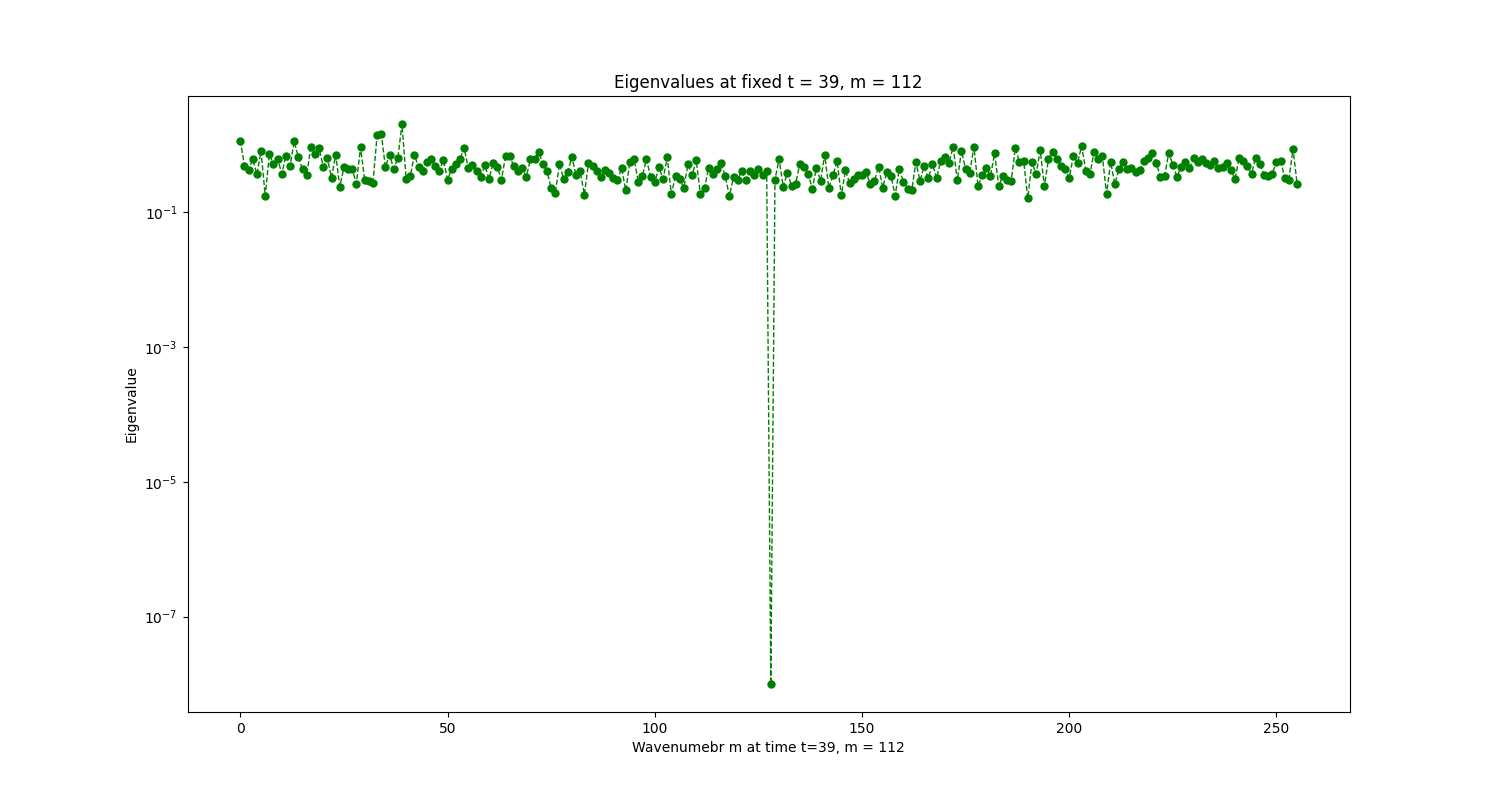 Eigenvalues at fixed t = 39, m = 112
10⁻¹
10⁻³
10⁻⁵
10⁻⁷
Eigenvalue
0 50 100 150 200 250
Wavenumebr m at time t=39, m = 112